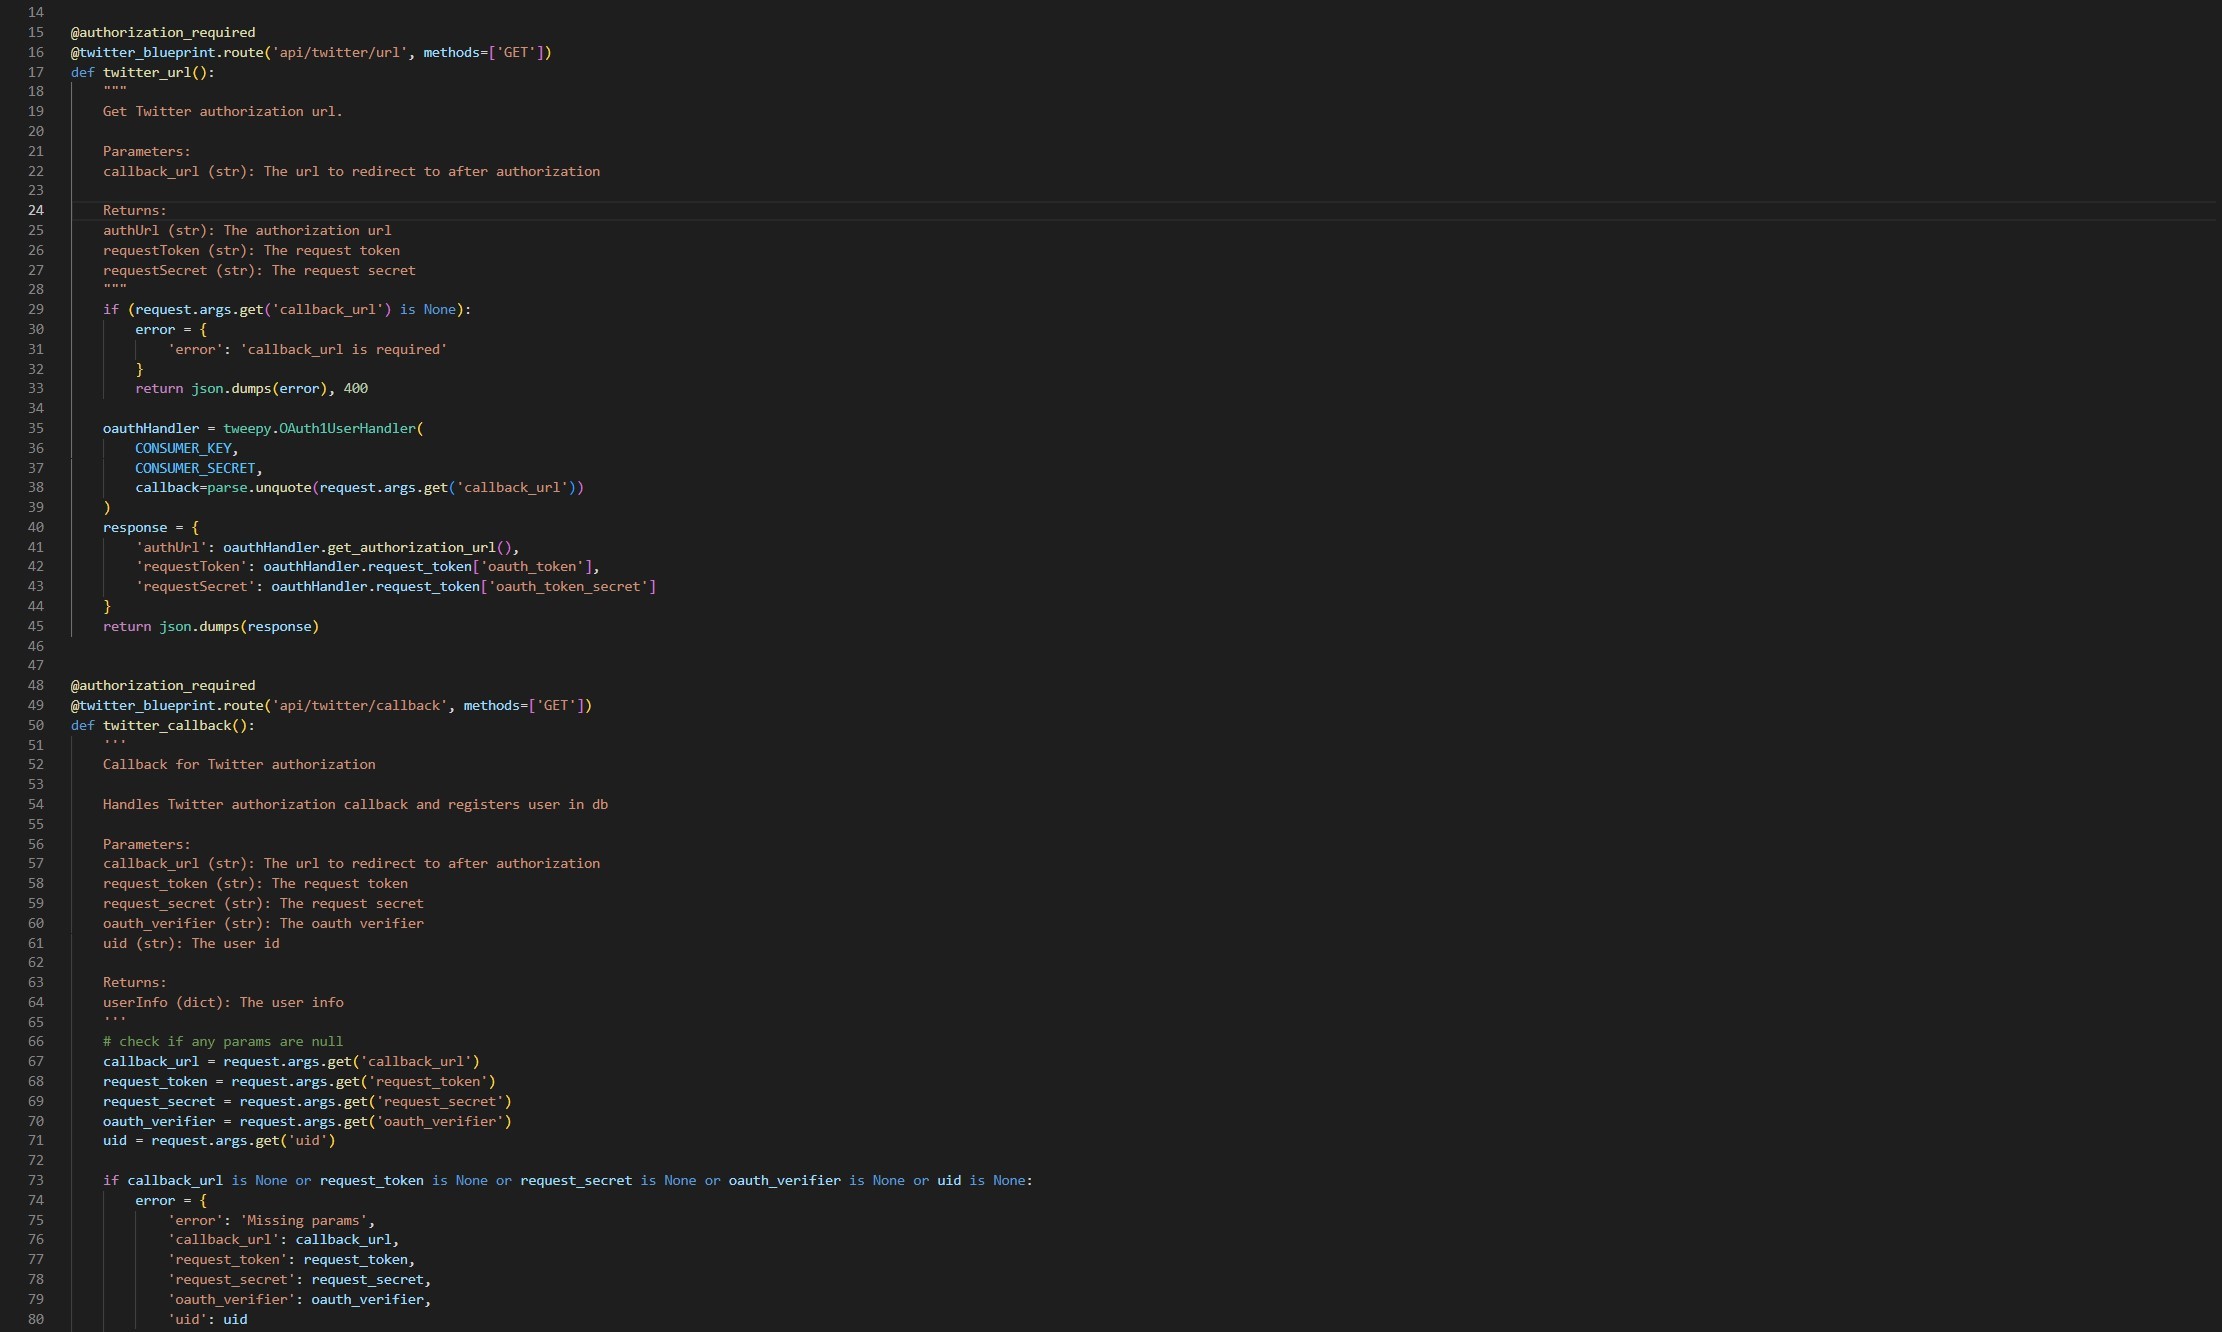 14
15 @authorization_required
16 @twitter_blueprint.route('api/twitter/url', methods=['GET'])
17 def twitter_url():
18     """
19     Get Twitter authorization url.
20
21     Parameters:
22     callback_url (str): The url to redirect to after authorization
23
24     Returns:
25     authUrl (str): The authorization url
26     requestToken (str): The request token
27     requestSecret (str): The request secret
28     """
29     if (request.args.get('callback_url') is None):
30         error = {
31             'error': 'callback_url is required'
32         }
33         return json.dumps(error), 400
34
35     oauthHandler = tweepy.OAuth1UserHandler(
36         CONSUMER_KEY,
37         CONSUMER_SECRET,
38         callback=parse.unquote(request.args.get('callback_url'))
39     )
40     response = {
41         'authUrl': oauthHandler.get_authorization_url(),
42         'requestToken': oauthHandler.request_token['oauth_token'],
43         'requestSecret': oauthHandler.request_token['oauth_token_secret']
44     }
45     return json.dumps(response)
46
47
48 @authorization_required
49 @twitter_blueprint.route('api/twitter/callback', methods=['GET'])
50 def twitter_callback():
51     '''
52     Callback for Twitter authorization
53
54     Handles Twitter authorization callback and registers user in db
55
56     Parameters:
57     callback_url (str): The url to redirect to after authorization
58     request_token (str): The request token
59     request_secret (str): The request secret
60     oauth_verifier (str): The oauth verifier
61     uid (str): The user id
62
63     Returns:
64     userInfo (dict): The user info
65     '''
66     # check if any params are null
67     callback_url = request.args.get('callback_url')
68     request_token = request.args.get('request_token')
69     request_secret = request.args.get('request_secret')
70     oauth_verifier = request.args.get('oauth_verifier')
71     uid = request.args.get('uid')
72
73     if callback_url is None or request_token is None or request_secret is None or oauth_verifier is None or uid is None:
74         error = {
75             'error': 'Missing params',
76             'callback_url': callback_url,
77             'request_token': request_token,
78             'request_secret': request_secret,
79             'oauth_verifier': oauth_verifier,
80             'uid': uid